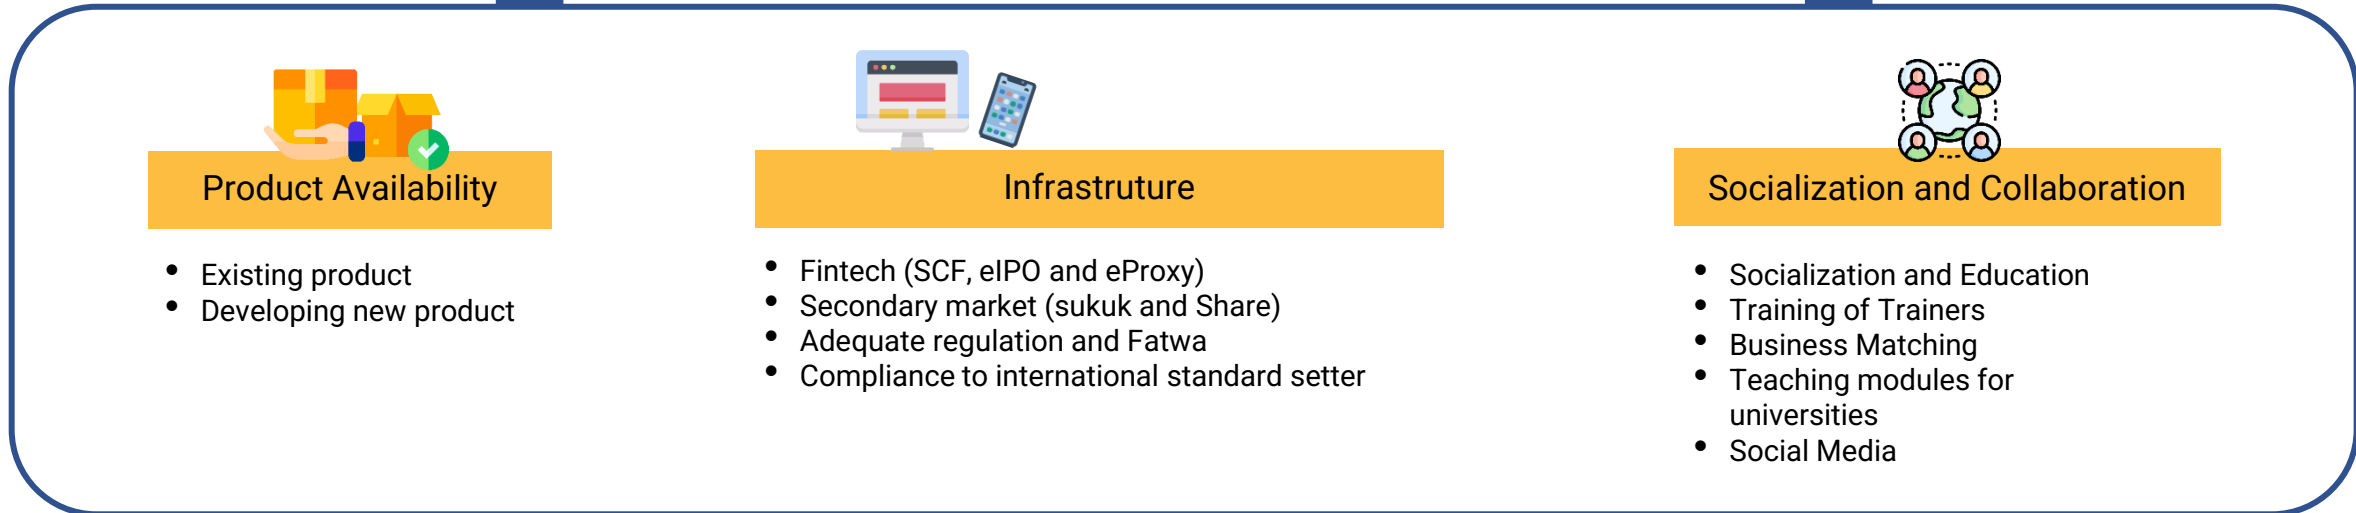 Product Availability
• Existing product
• Developing new product
Infrastruture
• Fintech (SCF, eIPO and eProxy)
• Secondary market (sukuk and Share)
• Adequate regulation and Fatwa
• Compliance to international standard setter
Socialization and Collaboration
• Socialization and Education
• Training of Trainers
• Business Matching
• Teaching modules for
universities
• Social Media